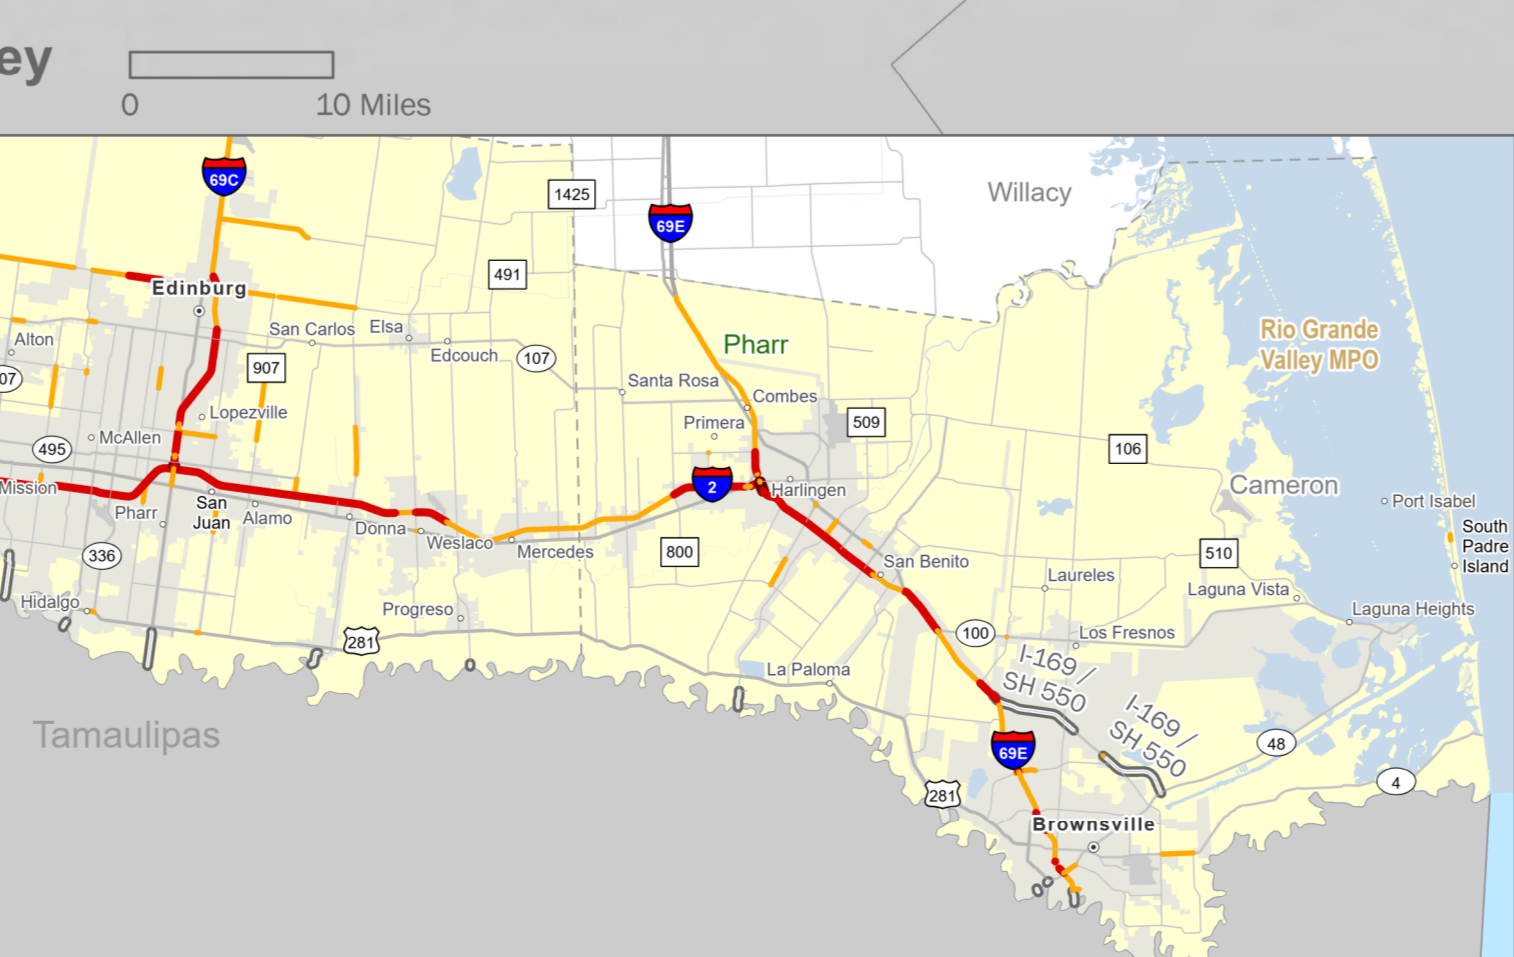 ey
0
10 Miles
69C
1425
69E
Willacy
491
Edinburg
Rio Grande
Valley MPO
San Carlos
Elsa
Alton
Pharr
Edcouch
107
907
07
Santa Rosa
Combes
Lopezville
Primera
509
McAllen
495
106
2
Mission
Harlingen
Cameron
Port Isabel
San
Juan
Pharr
Alamo
Donna
Weslaco
Mercedes
336
800
South
Padre
Island
510
San Benito
Laureles
Laguna Vista
Hidalgo
Progreso
281
100
Los Fresnos
Laguna Heights
La Paloma
I-169 /
SH 550
I-169 /
SH 550
Tamaulipas
69E
48
281
4
Brownsville